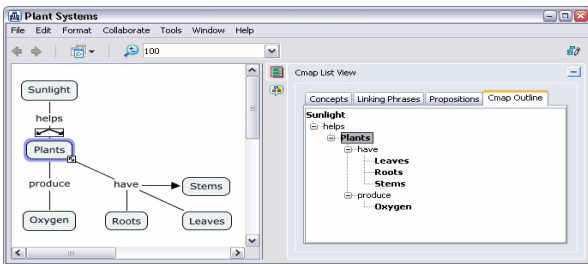 Plant Systems
File Edit Format Collaborate Tools Window Help
100
Sunlight
helps
Plants
produce
have
Stems
Oxygen
Roots
Leaves
Cmap List View
Concepts Linking Phrases Propositions Cmap Outline
Sunlight
helps
Plants
have
Leaves
Roots
Stems
produce
Oxygen